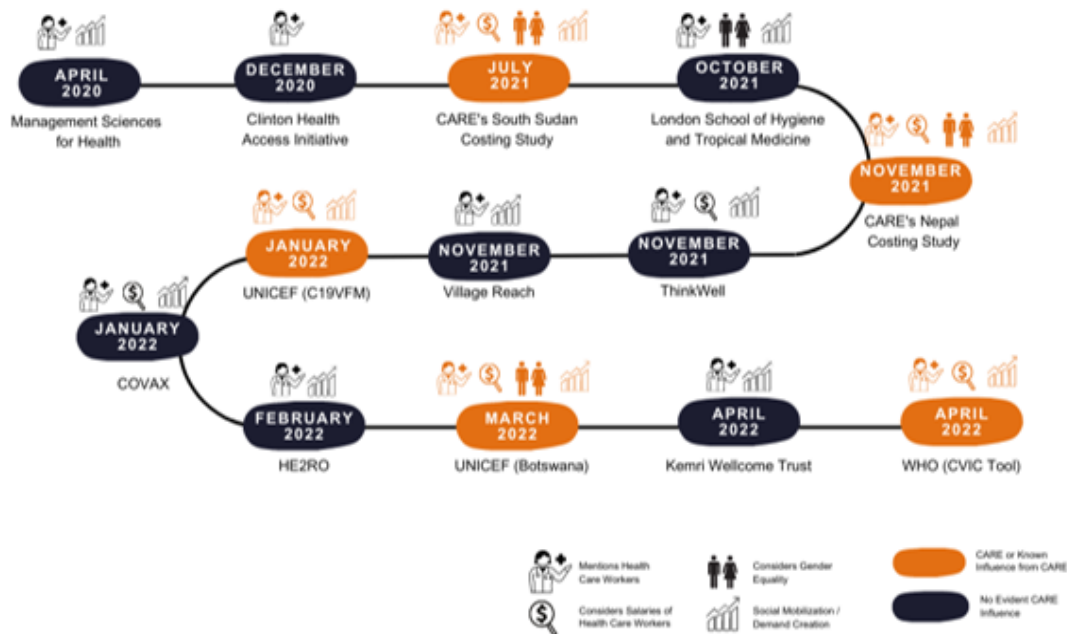 APRIL
2020
Management Sciences
for Health
DECEMBER
2020
Clinton Health
Access Initiative
JULY
2021
CARE's South Sudan
Costing Study
OCTOBER
2021
London School of Hygiene
and Tropical Medicine
NOVEMBER
2021
CARE's Nepal
Costing Study
NOVEMBER
2021
ThinkWell
NOVEMBER
2021
Village Reach
JANUARY
2022
UNICEF (C19VFM)
JANUARY
2022
COVAX
FEBRUARY
2022
HE2RO
MARCH
2022
UNICEF (Botswana)
APRIL
2022
Kemri Wellcome Trust
APRIL
2022
WHO (CVIC Tool)
Mentions Health
Care Workers
Considers Gender
Equality
CARE or Known
Influence from CARE
Considers Salaries of
Health Care Workers
Social Mobilization /
Demand Creation
No Evident CARE
Influence